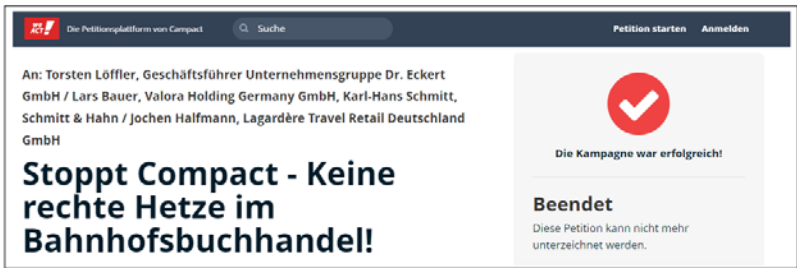 WE ACT!
Die Petitionsplattform von Campact
Suche
Petition starten
Anmelden
An: Torsten Löffler, Geschäftsführer Unternehmensgruppe Dr. Eckert
GmbH / Lars Bauer, Valora Holding Germany GmbH, Karl-Hans Schmitt,
Schmitt & Hahn / Jochen Halfmann, Lagardère Travel Retail Deutschland
GmbH
Stoppt Compact - Keine
rechte Hetze im
Bahnhofsbuchhandel!
Die Kampagne war erfolgreich!
Beendet
Diese Petition kann nicht mehr
unterzeichnet werden.